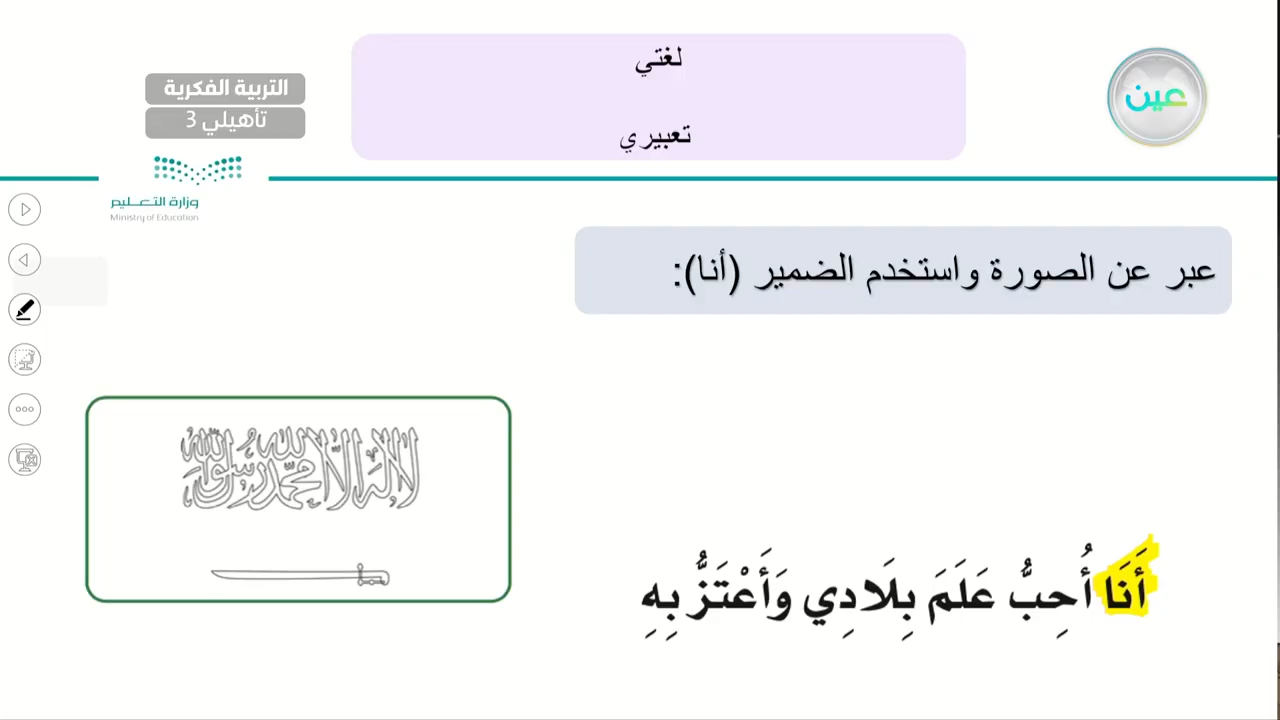 لغتي
تعبيري
التربية الفكرية
تأهيلي 3
عين
وزارة التعـليم
Ministry of Education
عبر عن الصورة واستخدم الضمير (أنا):
لا إله إلا الله محمد رسول الله
أَنَا أُحِبُّ عَلَمَ بِلَادِي وَأَعْتَزُّ بِهِ